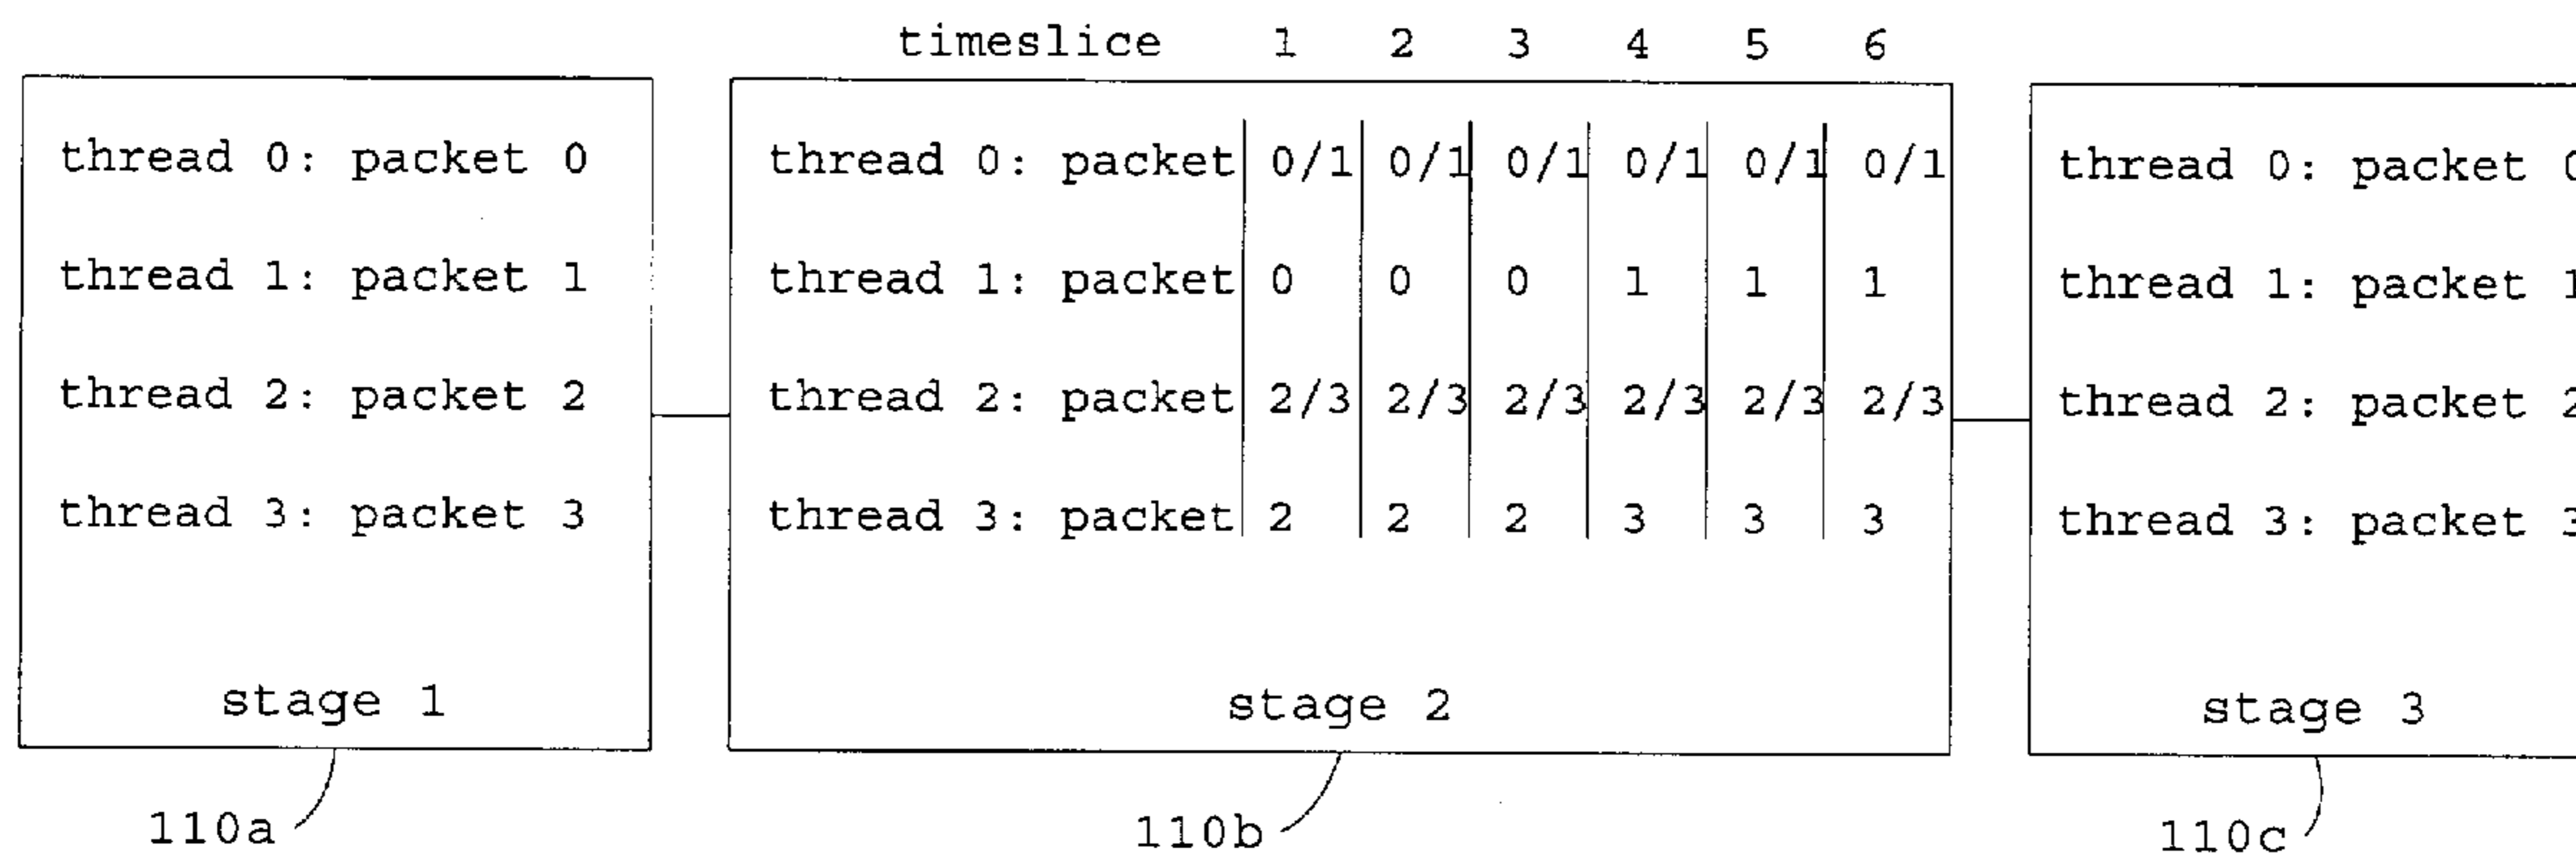 timeslice 1 2 3 4 5 6
thread 0: packet 0
thread 1: packet 1
thread 2: packet 2
thread 3: packet 3
stage 1
110a
thread 0: packet 0/1 0/1 0/1 0/1 0/1 0/1
thread 1: packet 0 0 0 1 1 1
thread 2: packet 2/3 2/3 2/3 2/3 2/3 2/3
thread 3: packet 2 2 2 3 3 3
stage 2
110b
thread 0: packet 0
thread 1: packet 1
thread 2: packet 2
thread 3: packet 3
stage 3
110c